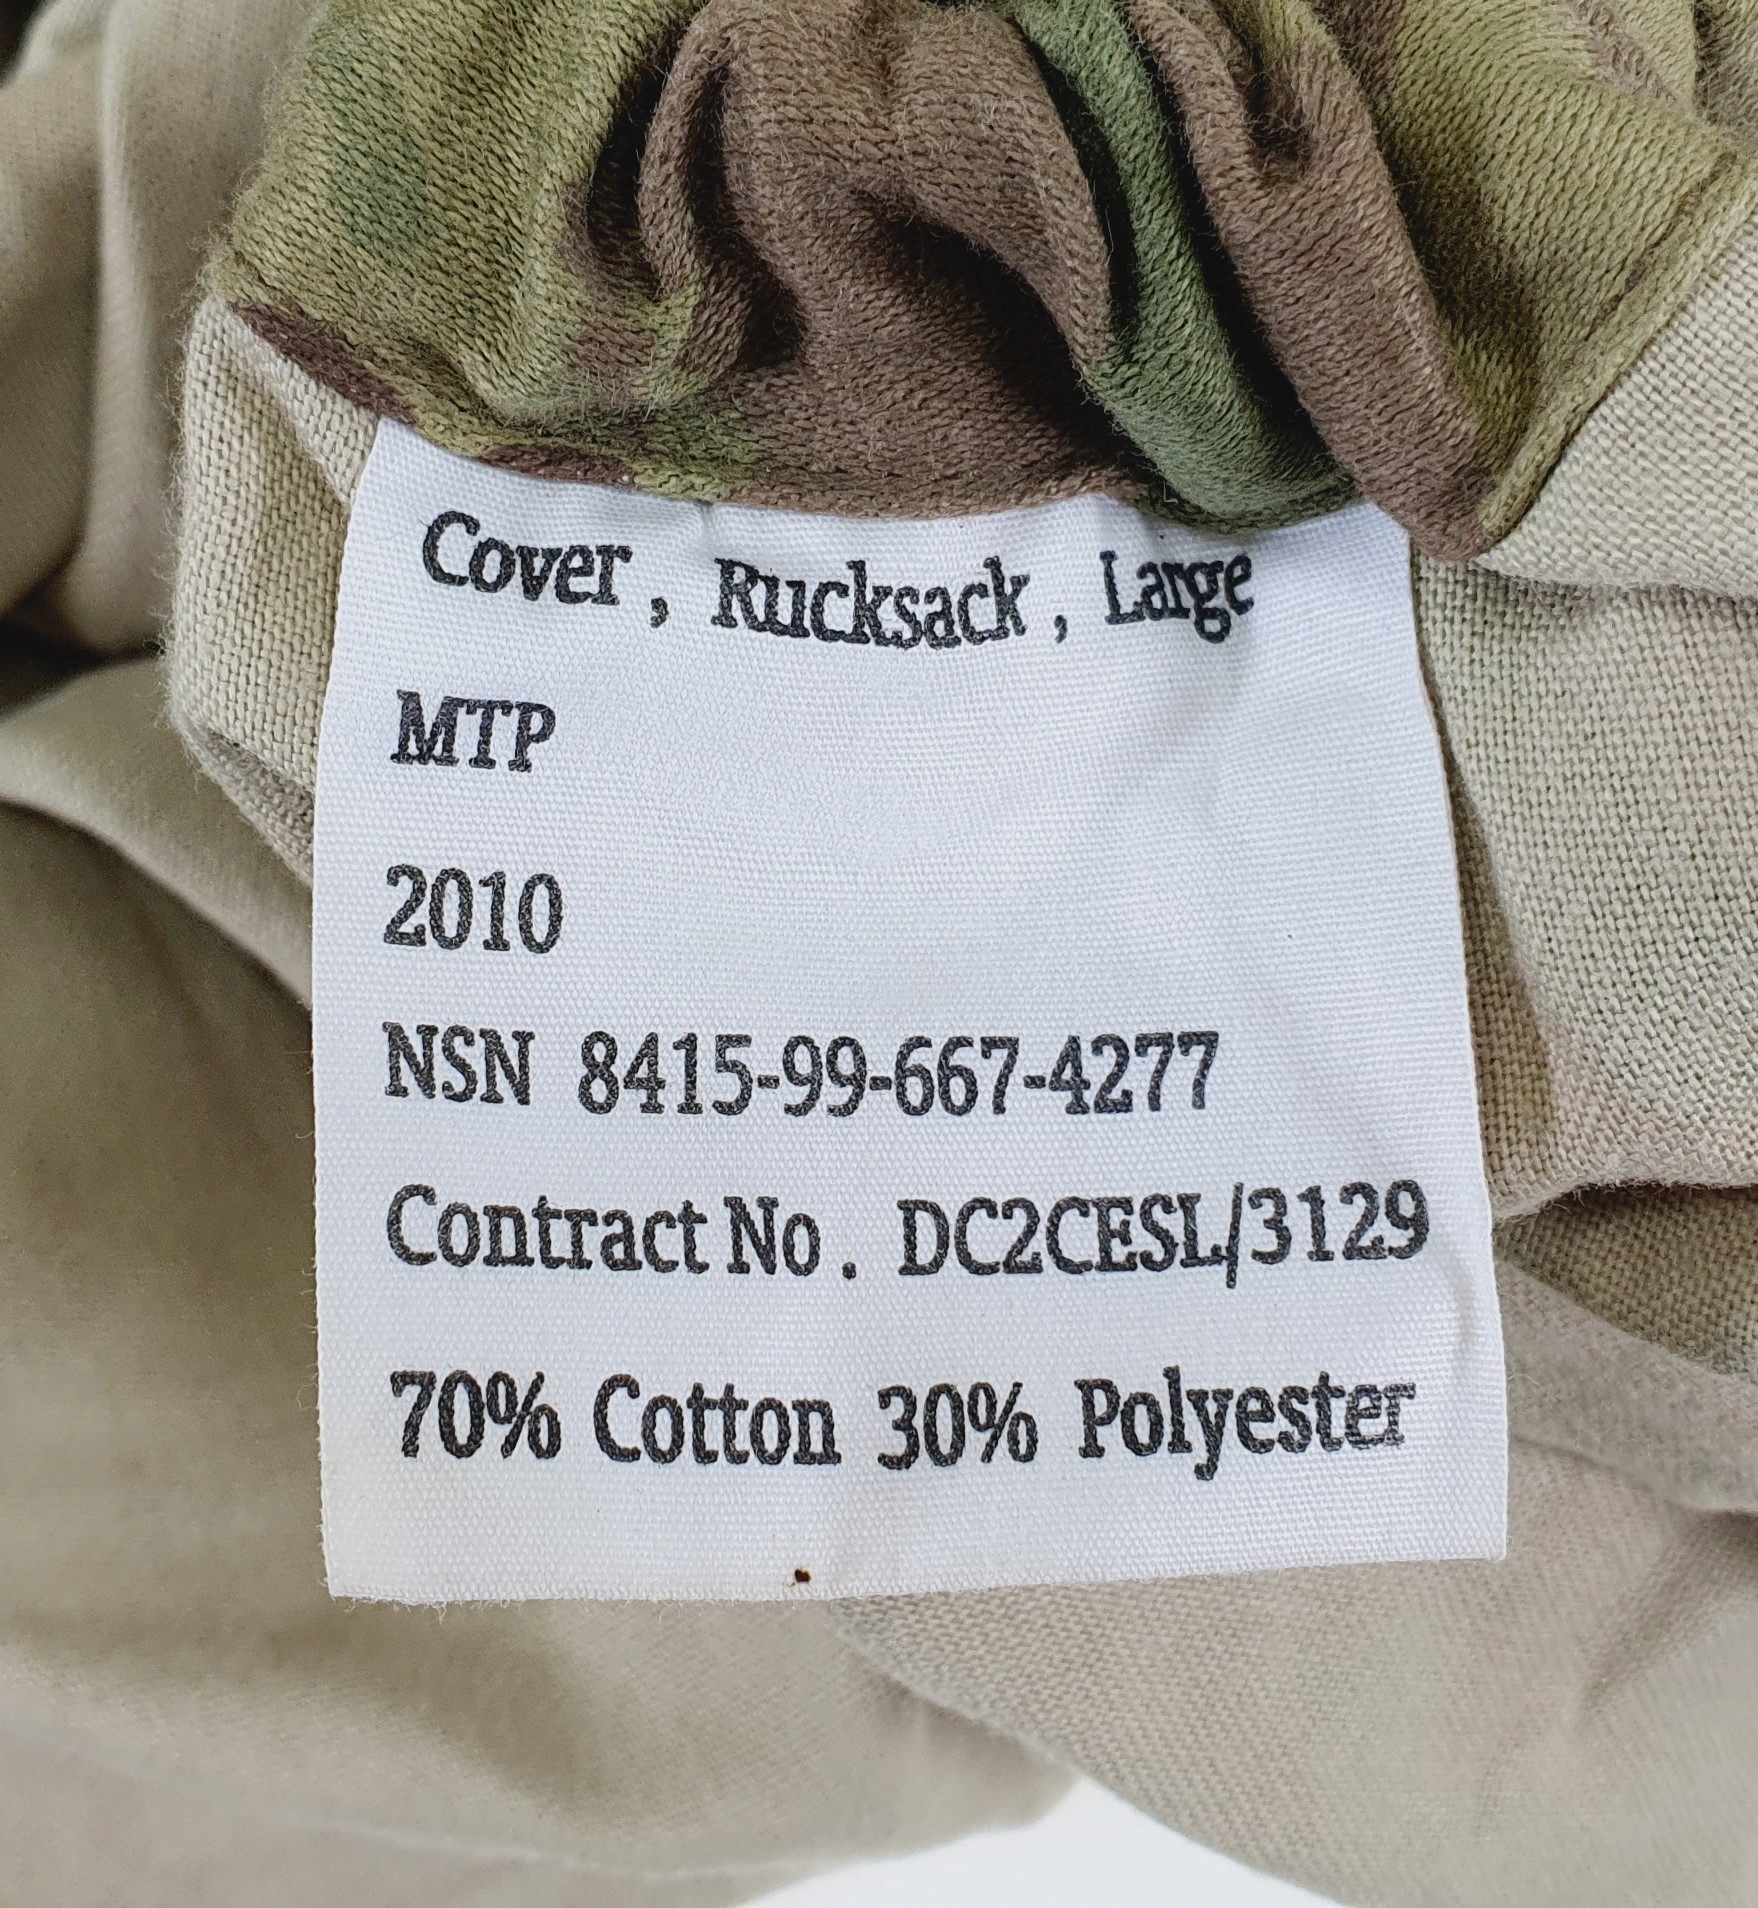 Cover, Rucksack, Large
MTP
2010
NSN 8415-99-667-4277
Contract No. DC2CESL/3129
70% Cotton 30% Polyester